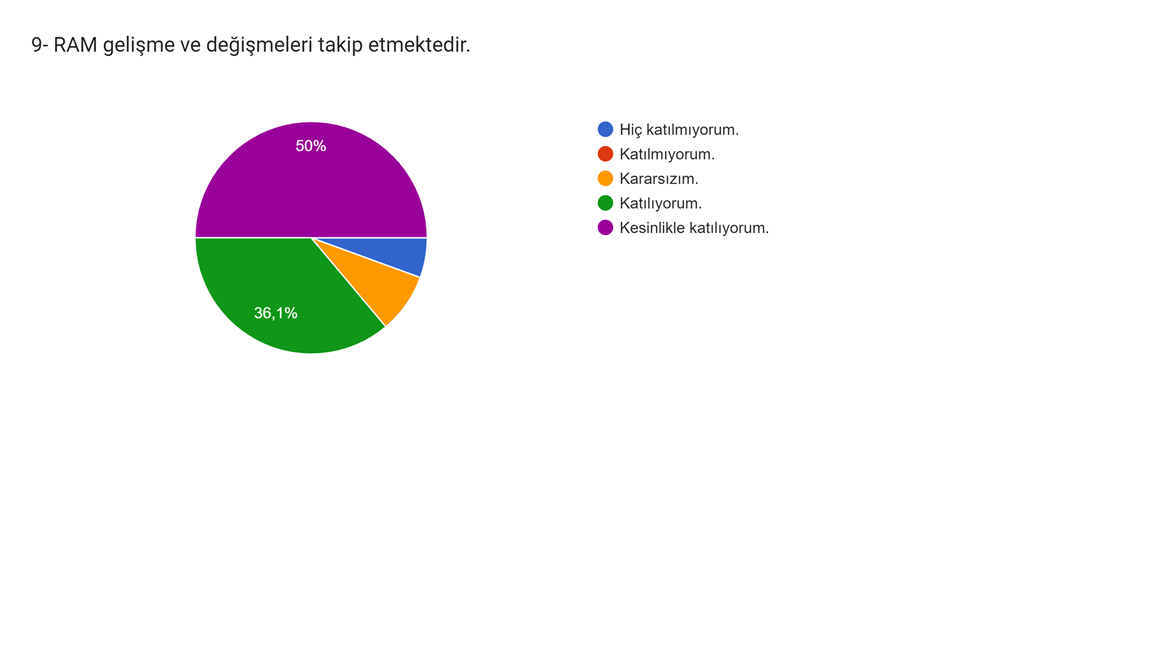 9- RAM gelişme ve değişmeleri takip etmektedir.
50%
36,1%
Hiç katılmıyorum.
Katılmıyorum.
Kararsızım.
Katılıyorum.
Kesinlikle katılıyorum.